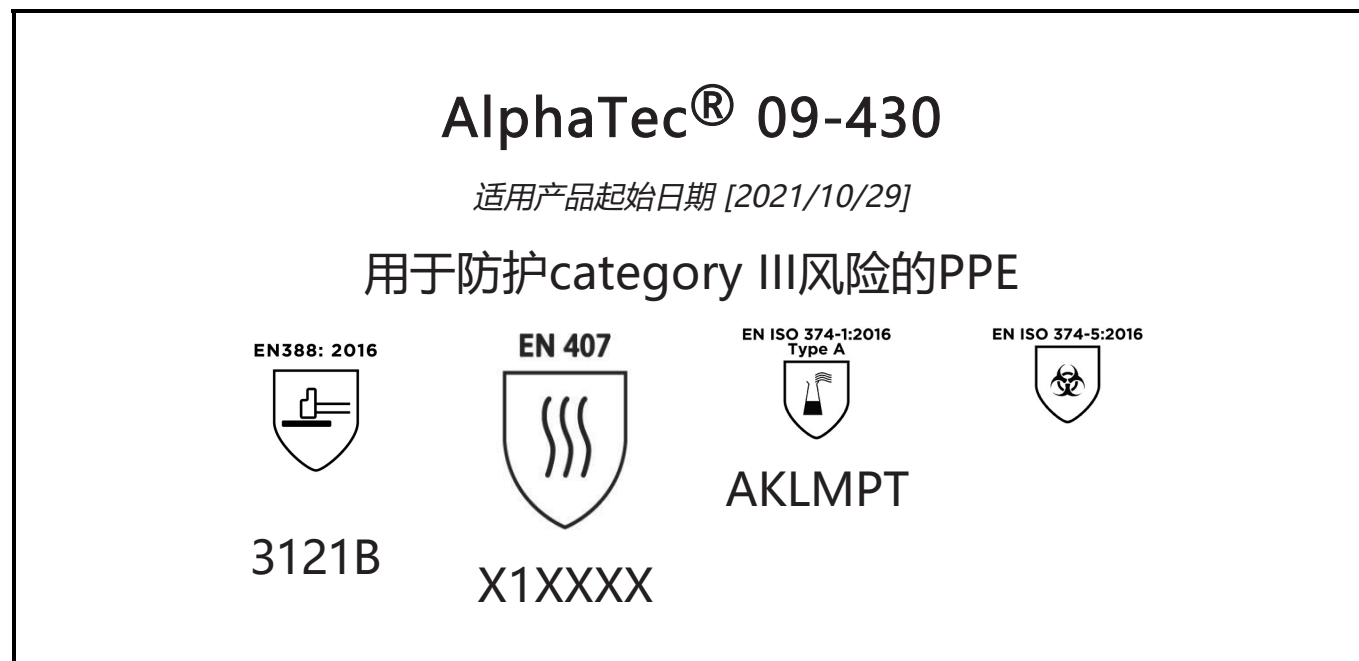 AlphaTec® 09-430
适用产品起始日期 [2021/10/29]
用于防护category III风险的PPE
EN388: 2016
EN 407
EN ISO 374-1:2016
Type A
EN ISO 374-5:2016
AKLMPT
3121B
X1XXXX